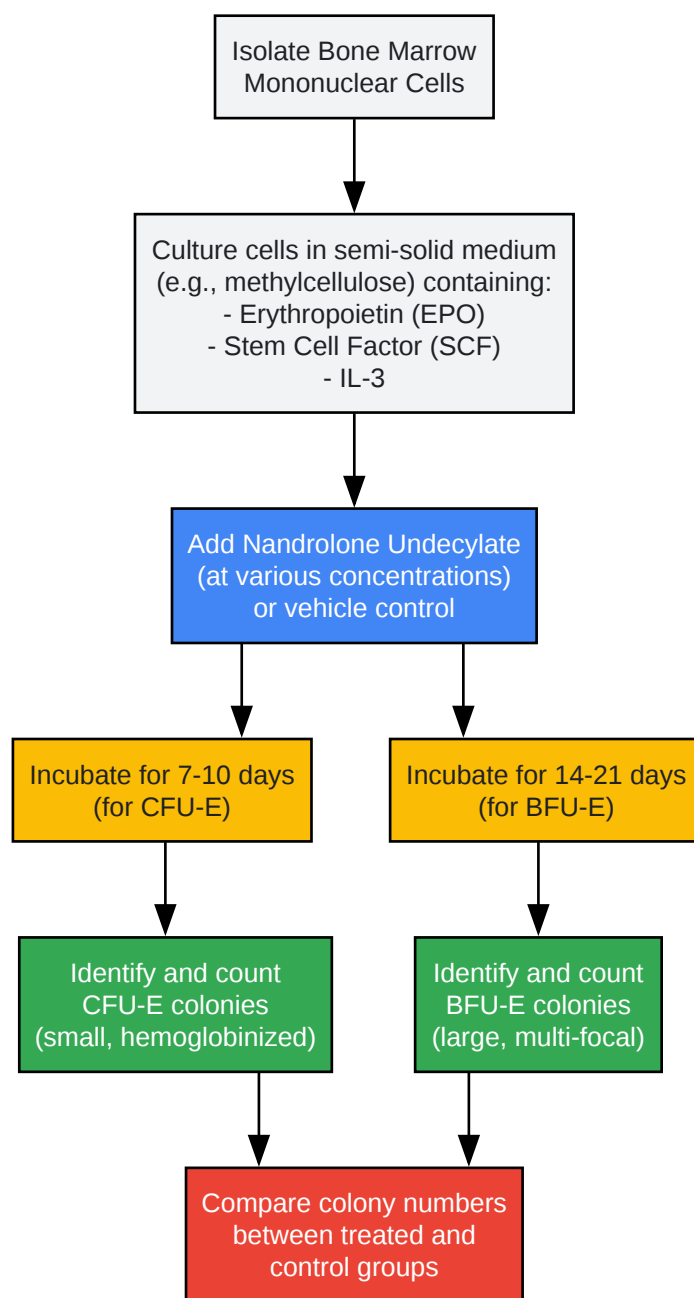 Isolate Bone Marrow
Mononuclear Cells
Culture cells in semi-solid medium
(e.g., methylcellulose) containing:
- Erythropoietin (EPO)
- Stem Cell Factor (SCF)
- IL-3
Add Nandrolone Undecylate
(at various concentrations)
or vehicle control
Incubate for 7-10 days
(for CFU-E)
Incubate for 14-21 days
(for BFU-E)
Identify and count
CFU-E colonies
(small, hemoglobinized)
Identify and count
BFU-E colonies
(large, multi-focal)
Compare colony numbers
between treated and
control groups